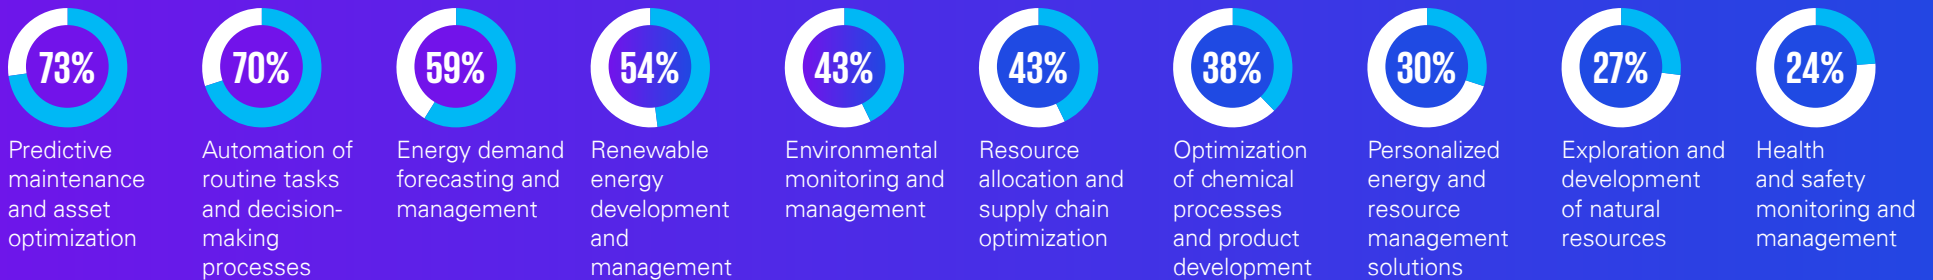 73%
Predictive
maintenance
and asset
optimization
70%
Automation of
routine tasks
and decision-
making
processes
59%
Energy demand
forecasting and
management
54%
Renewable
energy
development
and
management
43%
Environmental
monitoring and
management
43%
Resource
allocation and
supply chain
optimization
38%
Optimization
of chemical
processes
and product
development
30%
Personalized
energy and
resource
management
solutions
27%
Exploration and
development
of natural
resources
24%
Health
and safety
monitoring and
management